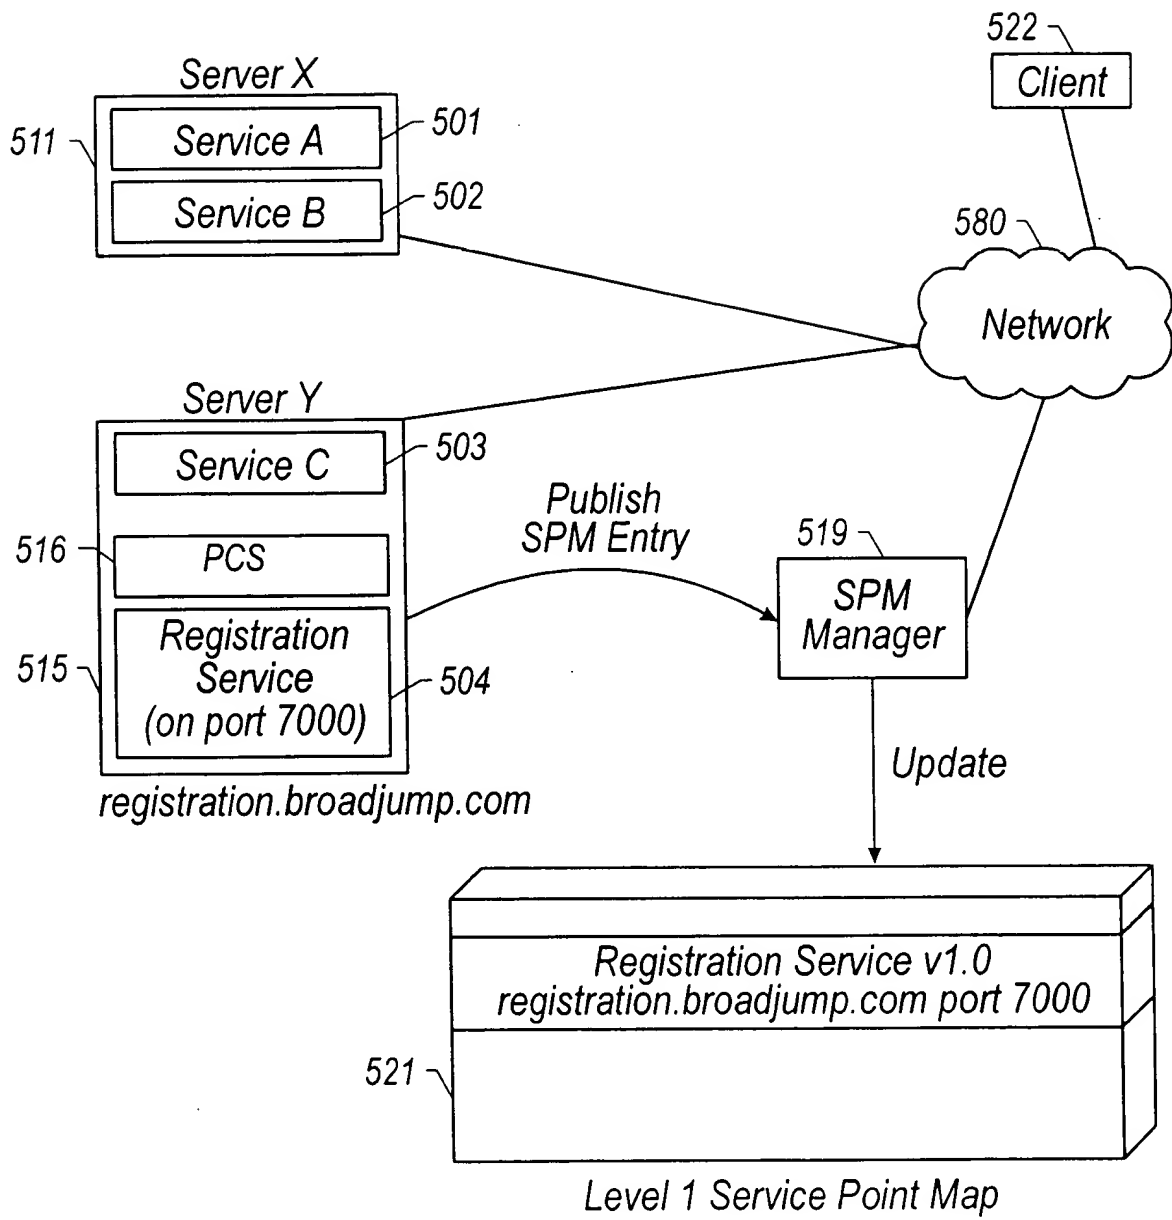 522
Client
Server X
511
Service A
501
Service B
502
580
Network
Server Y
Service C
503
516
PCS
Publish
SPM Entry
519
SPM
Manager
515
Registration
Service
(on port 7000)
504
registration.broadjump.com
Update
Registration Service v1.0
registration.broadjump.com port 7000
521
Level 1 Service Point Map